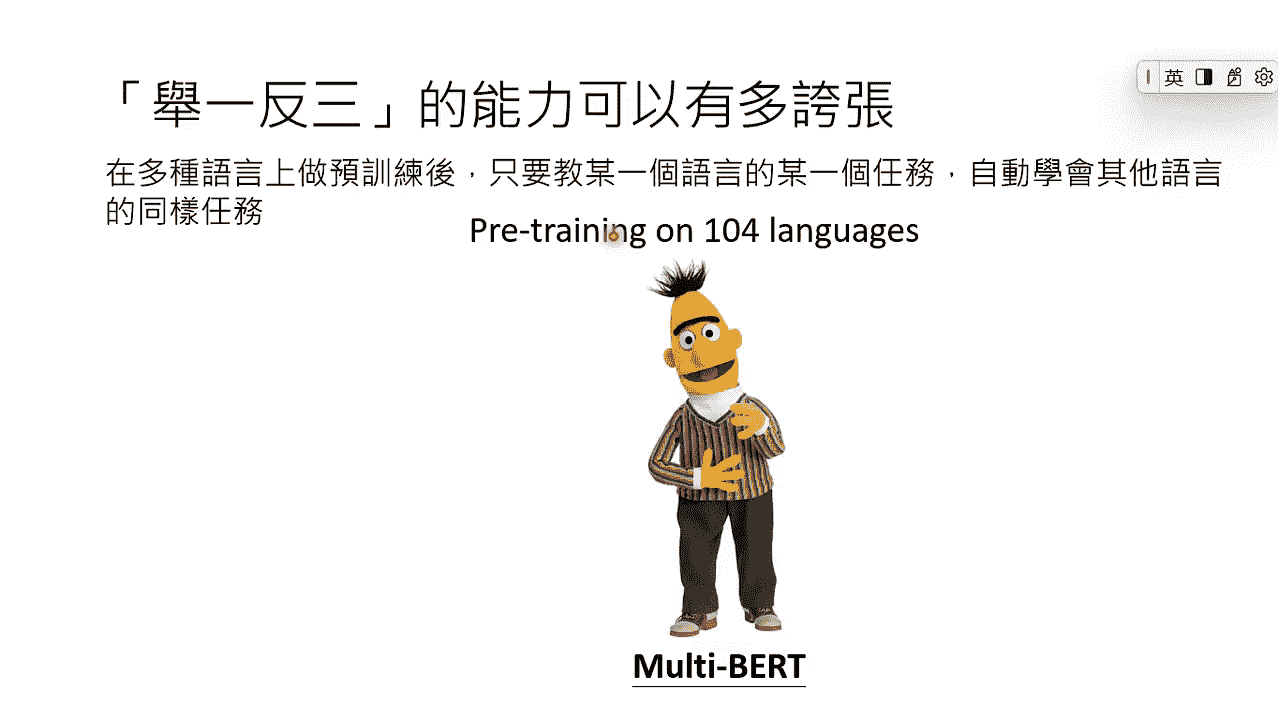 「舉一反三」的能力可以有多誇張
在多種語言上做預訓練後，只要教某一個語言的某一個任務，自動學會其他語言
的同樣任務
Pre-training on 104 languages
Multi-BERT
英